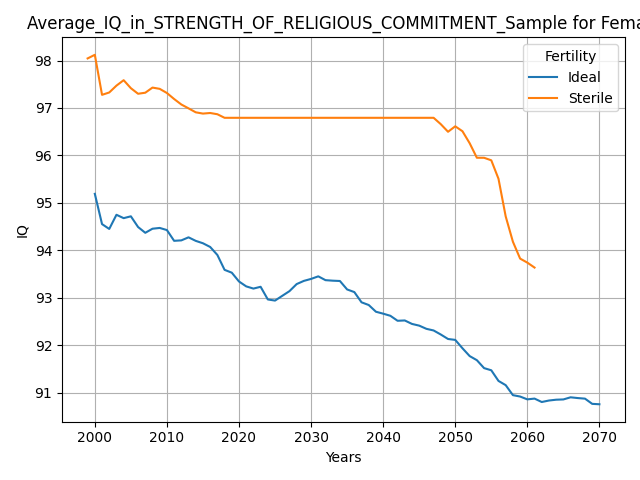 Average_IQ_in_STRENGTH_OF_RELIGIOUS_COMMITMENT_Sample for Fema
Fertility
Ideal
Sterile
98
97
96
95
94
93
92
91
IQ
2000 2010 2020 2030 2040 2050 2060 2070
Years